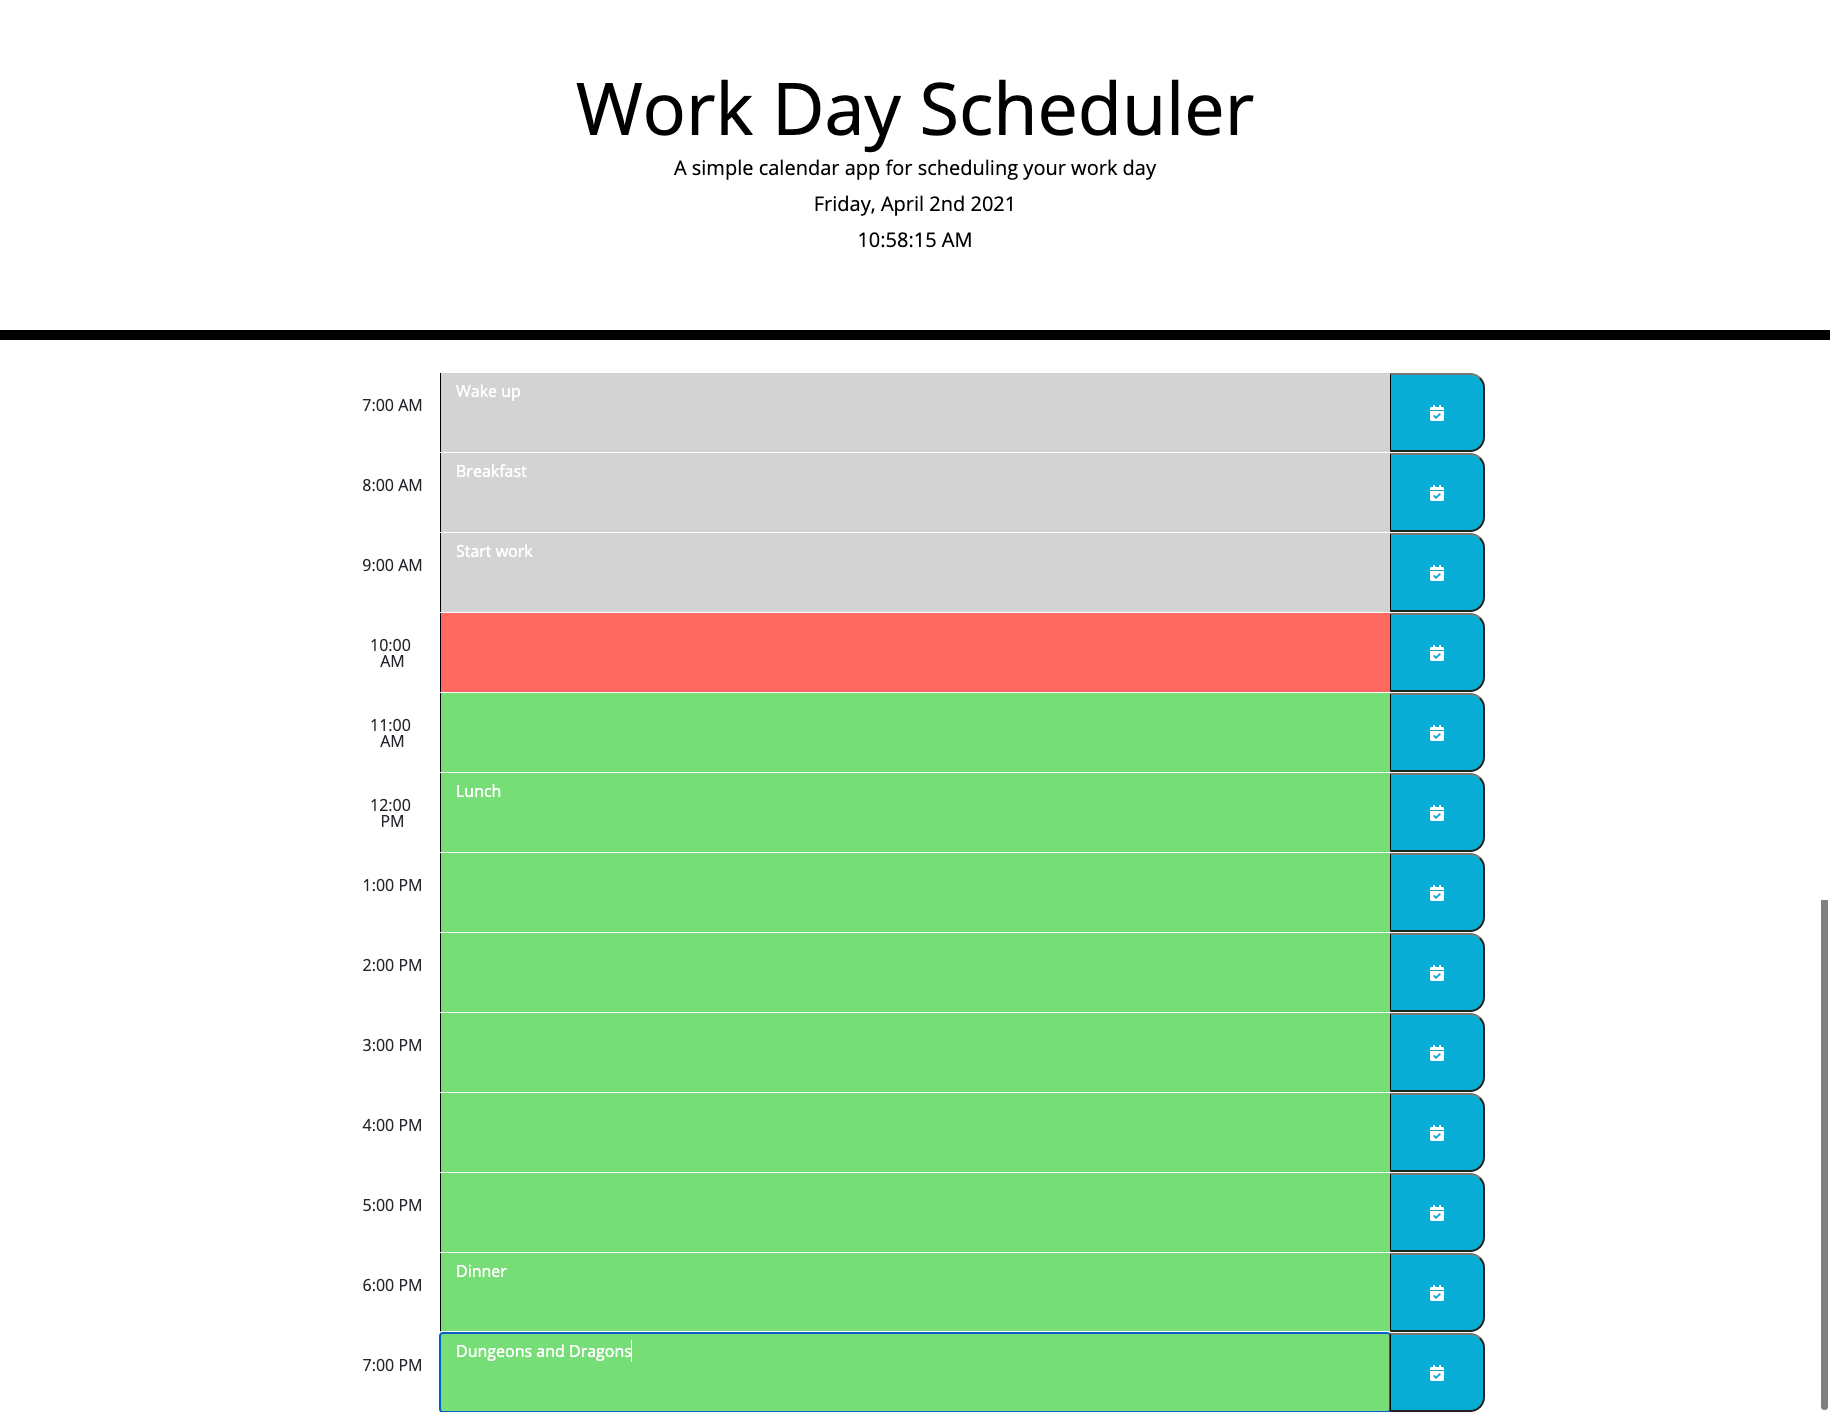 Work Day Scheduler
A simple calendar app for scheduling your work day
Friday, April 2nd 2021
10:58:15 AM
7:00 AM
Wake up
8:00 AM
Breakfast
9:00 AM
Start work
10:00
AM
11:00
AM
12:00
PM
Lunch
1:00 PM
2:00 PM
3:00 PM
4:00 PM
5:00 PM
6:00 PM
Dinner
7:00 PM
Dungeons and Dragons